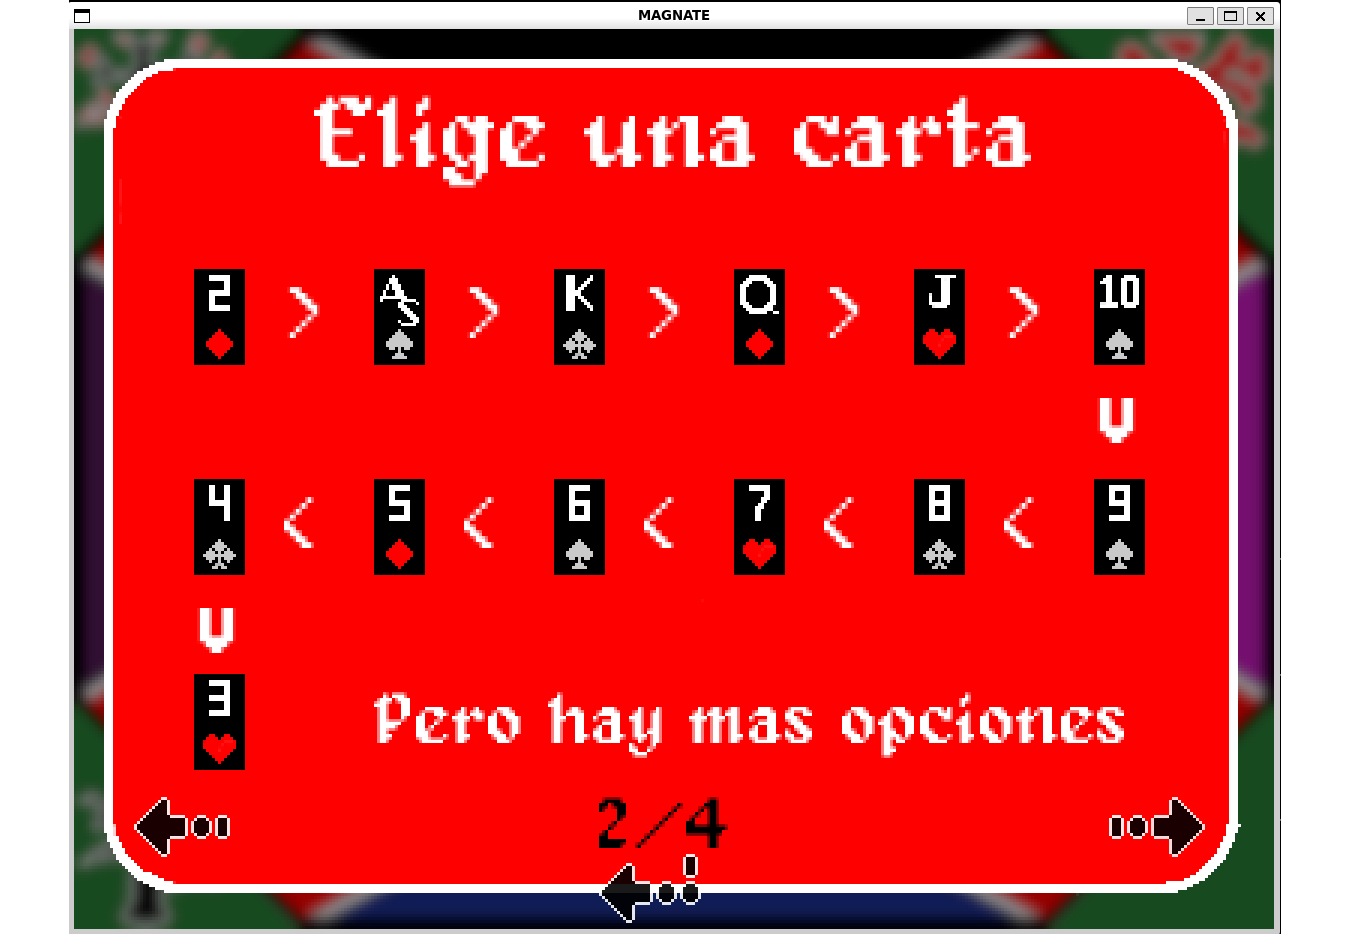 MAGNATE
Elige una carta
2 > AS > K > Q > J > 10
V
4 < 5 < 6 < 7 < 8 < 9
V
3
Pero hay mas opciones
2/4